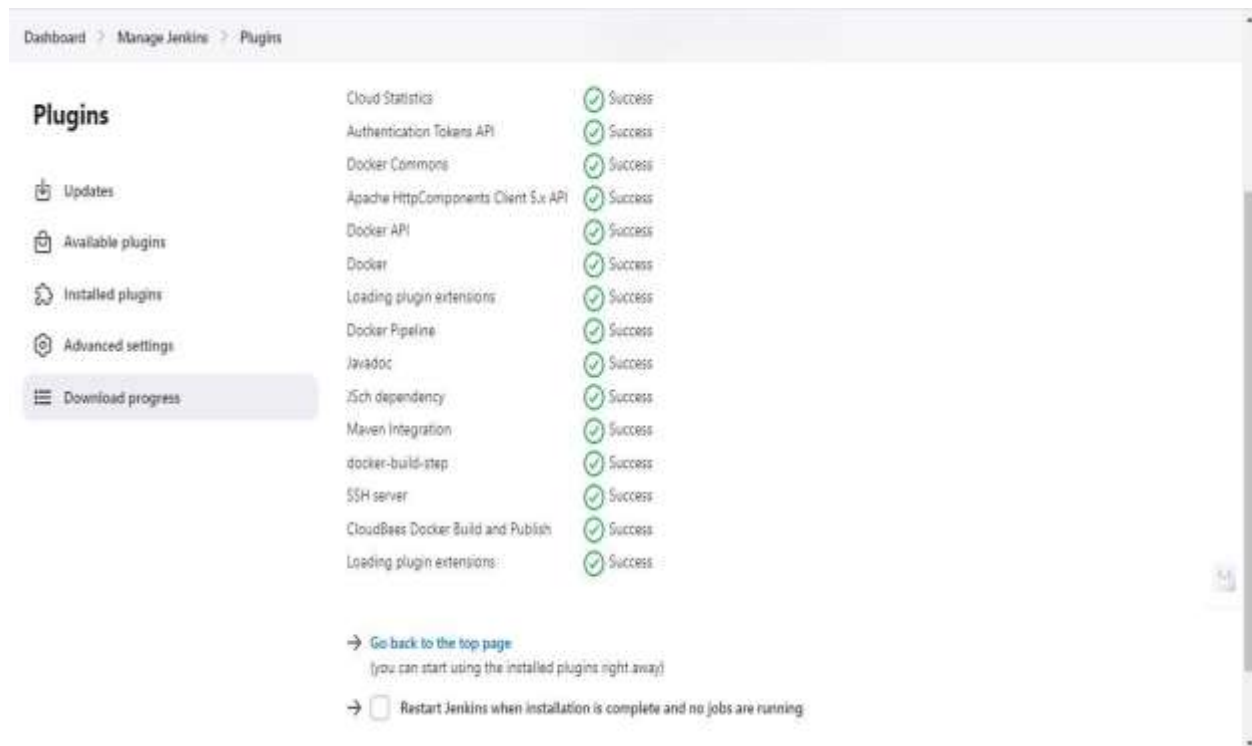 Dashboard > Manage Jenkins > Plugins
Plugins
Updates
Available plugins
Installed plugins
Advanced settings
Download progress
Cloud Statistics Success
Authentication Tokens API Success
Docker Commons Success
Apache HttpComponents Client 5.x API Success
Docker API Success
Docker Success
Loading plugin extensions Success
Docker Pipeline Success
Javadoc Success
JSch dependency Success
Maven Integration Success
docker-build-step Success
SSH server Success
CloudBees Docker Build and Publish Success
Loading plugin extensions Success
→ Go back to the top page
(you can start using the installed plugins right away)
→ Restart Jenkins when installation is complete and no jobs are running